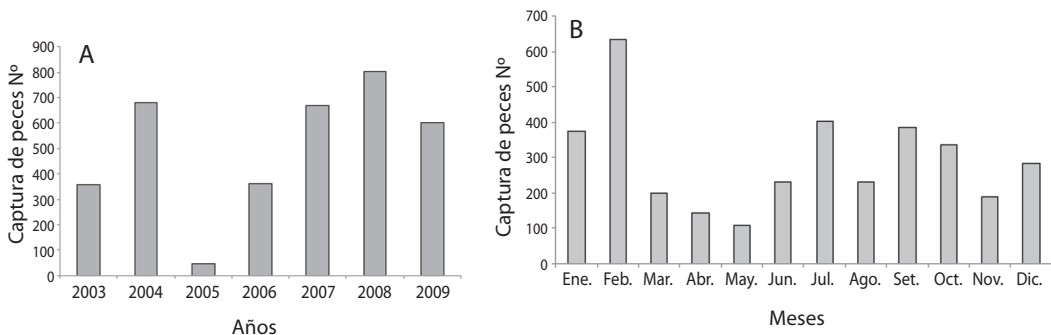 A
Captura de peces Nº
900
800
700
600
500
400
300
200
100
0
2003 2004 2005 2006 2007 2008 2009
Años
B
Captura de peces Nº
700
600
500
400
300
200
100
0
Ene. Feb. Mar. Abr. May. Jun. Jul. Ago. Set. Oct. Nov. Dic.
Meses